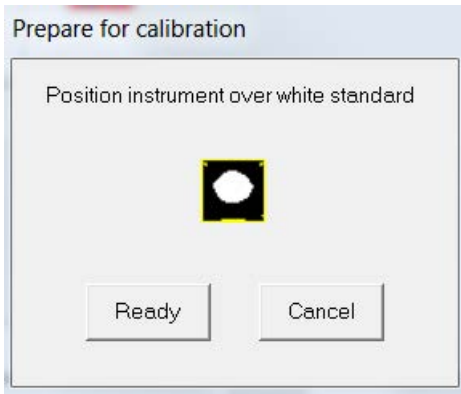 Prepare for calibration
Position instrument over white standard
Ready
Cancel